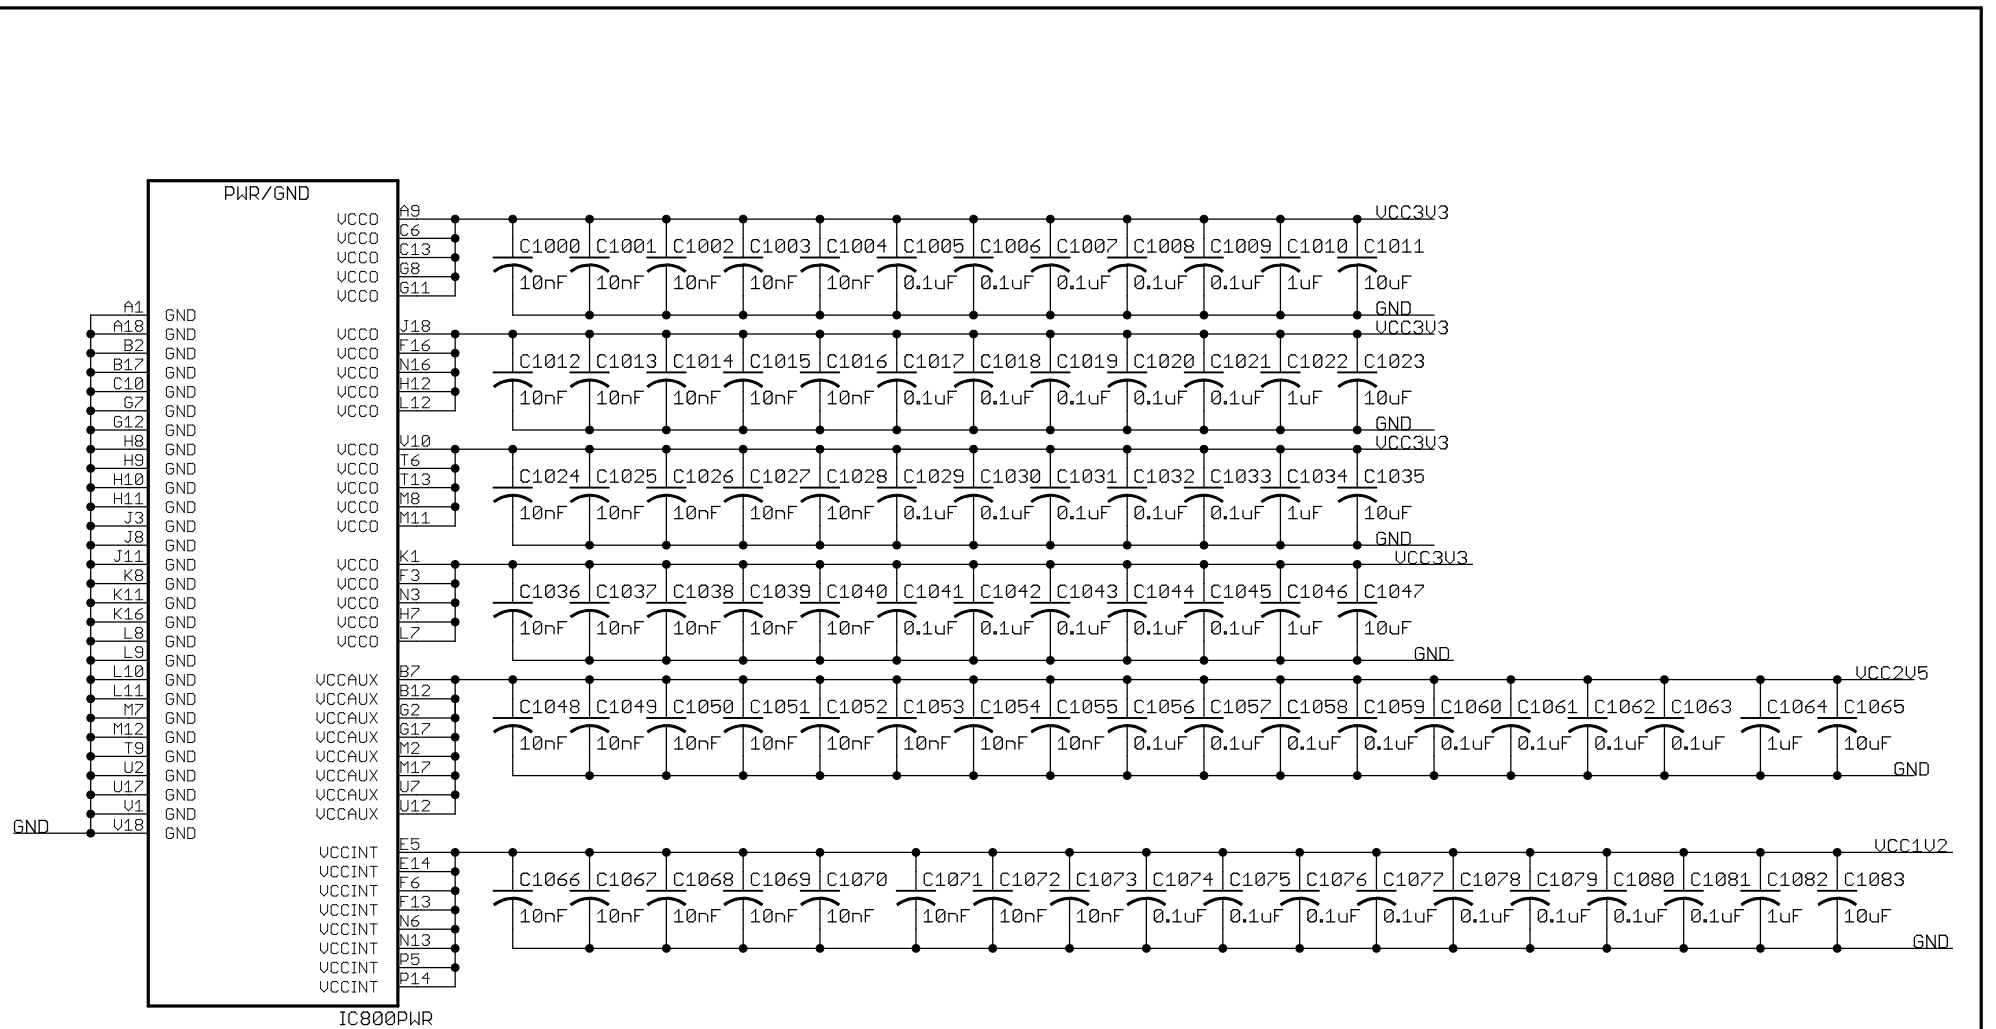 PWR/GND
VCCO A9 VCC3V3
VCCO C6
VCCO C13
VCCO G8
VCCO G11
C1000 C1001 C1002 C1003 C1004 C1005 C1006 C1007 C1008 C1009 C1010 C1011
10nF 10nF 10nF 10nF 10nF 0.1uF 0.1uF 0.1uF 0.1uF 0.1uF 1uF 10uF
GND
A1 GND
A18 GND
B2 GND
B17 GND
C10 GND
G7 GND
G12 GND
H8 GND
H9 GND
H10 GND
H11 GND
J3 GND
J8 GND
J11 GND
K8 GND
K11 GND
K16 GND
L8 GND
L9 GND
L10 GND
L11 GND
M7 GND
M12 GND
T9 GND
U2 GND
U17 GND
V1 GND
GND V18 GND
VCCO J18 VCC3V3
VCCO F16
VCCO N16
VCCO H12
VCCO L12
C1012 C1013 C1014 C1015 C1016 C1017 C1018 C1019 C1020 C1021 C1022 C1023
10nF 10nF 10nF 10nF 10nF 0.1uF 0.1uF 0.1uF 0.1uF 0.1uF 1uF 10uF
GND
VCCO V10 VCC3V3
VCCO T6
VCCO T13
VCCO M8
VCCO M11
C1024 C1025 C1026 C1027 C1028 C1029 C1030 C1031 C1032 C1033 C1034 C1035
10nF 10nF 10nF 10nF 10nF 0.1uF 0.1uF 0.1uF 0.1uF 0.1uF 1uF 10uF
GND
VCCO K1 VCC3V3
VCCO F3
VCCO N3
VCCO H7
VCCO L7
C1036 C1037 C1038 C1039 C1040 C1041 C1042 C1043 C1044 C1045 C1046 C1047
10nF 10nF 10nF 10nF 10nF 0.1uF 0.1uF 0.1uF 0.1uF 0.1uF 1uF 10uF
GND
VCCAUX B7 VCC2V5
VCCAUX B12
VCCAUX G2
VCCAUX G17
VCCAUX M2
VCCAUX M17
VCCAUX U7
VCCAUX U12
C1048 C1049 C1050 C1051 C1052 C1053 C1054 C1055 C1056 C1057 C1058 C1059 C1060 C1061 C1062 C1063 C1064 C1065
10nF 10nF 10nF 10nF 10nF 10nF 10nF 10nF 0.1uF 0.1uF 0.1uF 0.1uF 0.1uF 0.1uF 0.1uF 0.1uF 1uF 10uF
GND
VCCINT E5 VCC1V2
VCCINT E14
VCCINT F6
VCCINT F13
VCCINT N6
VCCINT N13
VCCINT P5
VCCINT P14
C1066 C1067 C1068 C1069 C1070 C1071 C1072 C1073 C1074 C1075 C1076 C1077 C1078 C1079 C1080 C1081 C1082 C1083
10nF 10nF 10nF 10nF 10nF 10nF 10nF 10nF 0.1uF 0.1uF 0.1uF 0.1uF 0.1uF 0.1uF 0.1uF 0.1uF 1uF 10uF
GND
IC800PWR